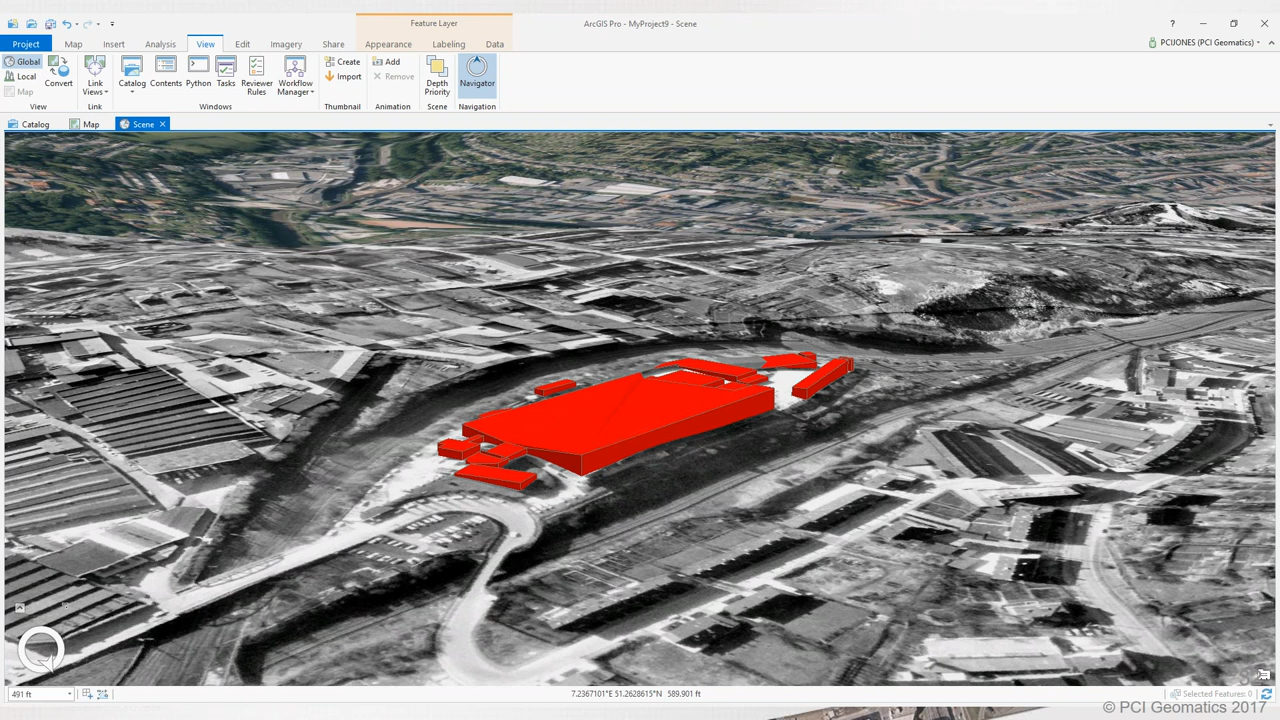 Feature Layer
ArcGIS Pro - MyProject9 - Scene
?
Project Map Insert Analysis View Edit Imagery Share Appearance Labeling Data
PCIJONES (PCI Geomatics)
Global
Local
Map
Convert
Link Views
Catalog
Contents
Python
Tasks
Reviewer Rules
Workflow Manager
Create
Import
Add
Remove
Depth Priority
Navigator
View Link Windows Thumbnail Animation Scene Navigation
Catalog Map Scene
491 ft
7.2367101°E 51.2628615°N 589.901 ft
Selected Features: 0
© PCI Geomatics 2017